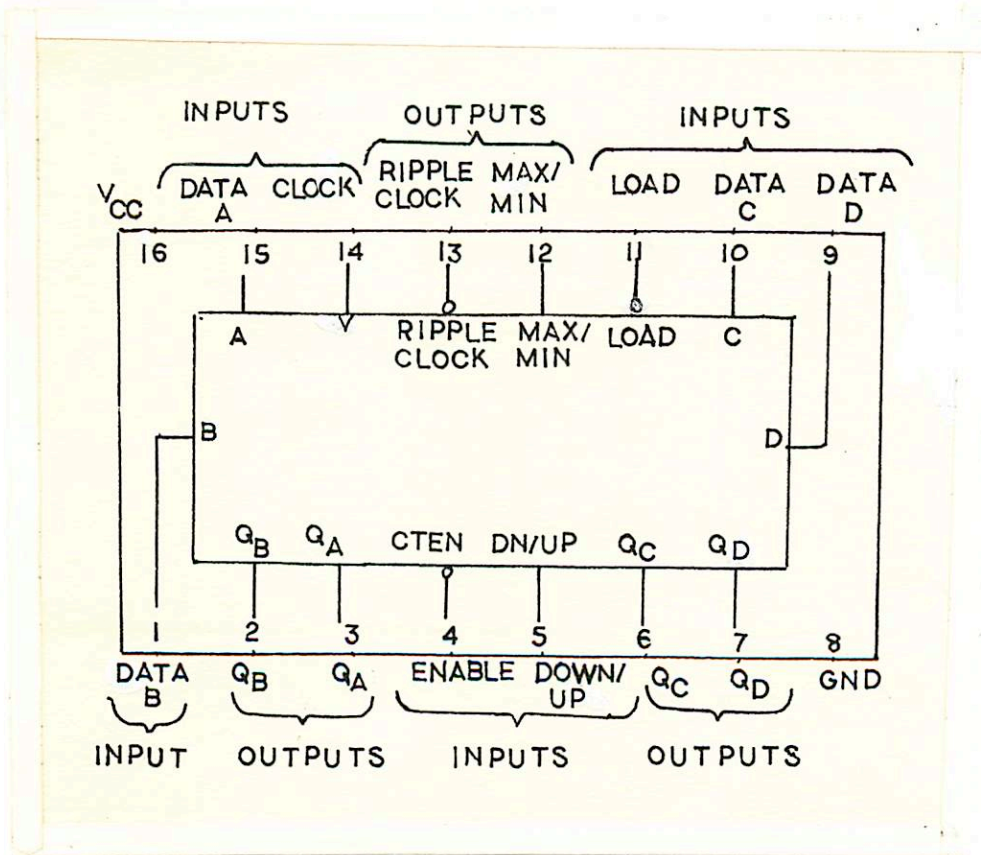 INPUTS OUTPUTS INPUTS
V
CC DATA CLOCK RIPPLE MAX/ LOAD DATA DATA
A CLOCK MIN C D
16 15 14 13 12 11 10 9
A RIPPLE MAX/ LOAD C
CLOCK MIN
B D
QB QA CTEN DN/UP QC QD
1 2 3 4 5 6 7 8
DATA QB QA ENABLE DOWN/ QC QD GND
B UP
INPUT OUTPUTS INPUTS OUTPUTS